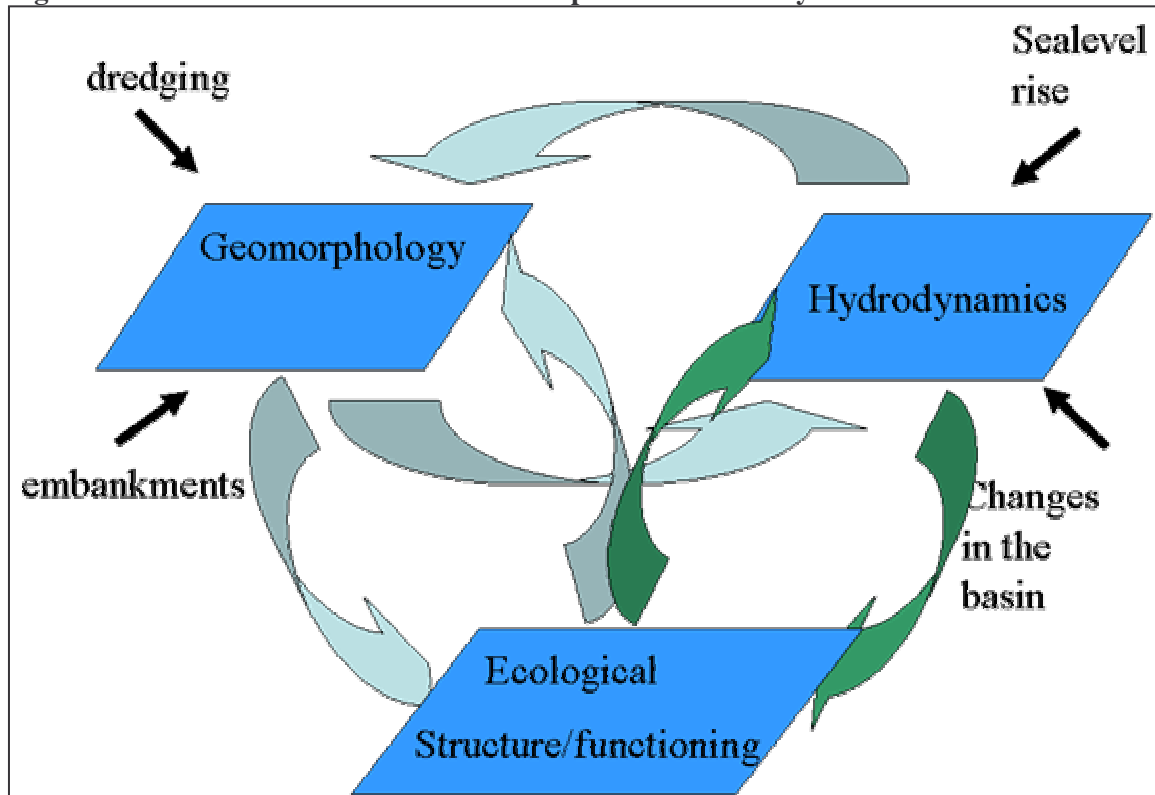 dredging
Sealevel
rise
Geomorphology
Hydrodynamics
embankments
Changes
in the
basin
Ecological
Structure/functioning